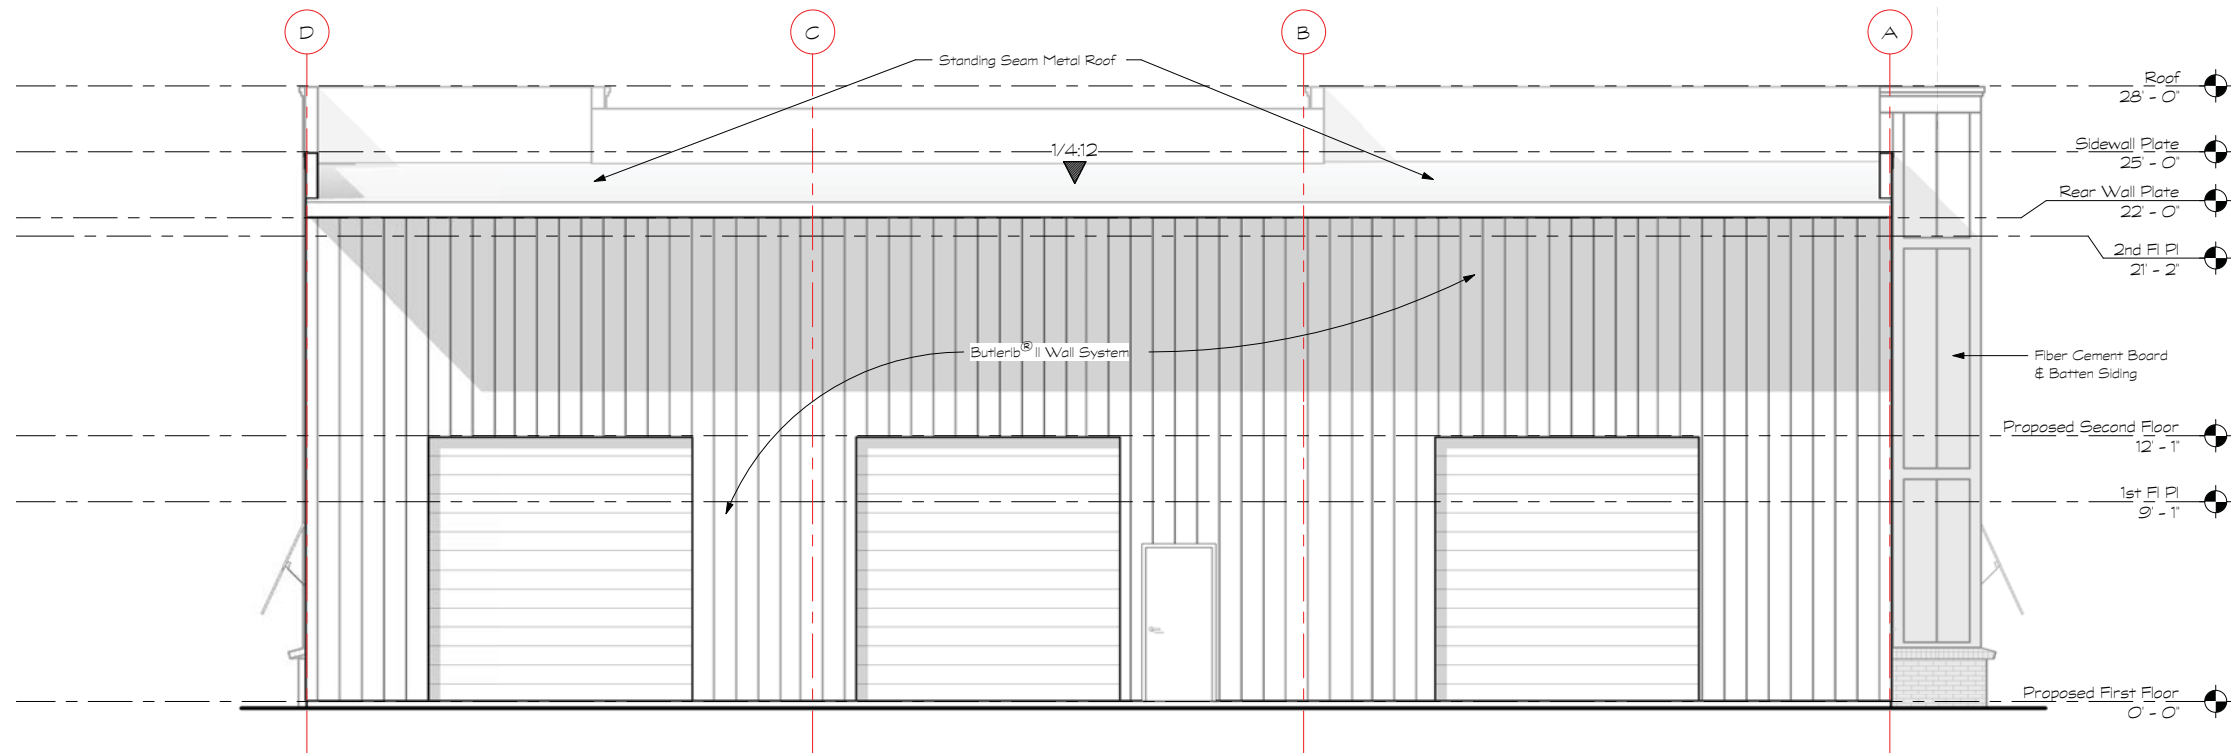 D
C
B
A
Standing Seam Metal Roof
Roof
28' - 0"
1/4:12
Sidewall Plate
25' - 0"
Rear Wall Plate
22' - 0"
2nd Fl Pl
21' - 2"
Butlerib® II Wall System
Fiber Cement Board
& Batten Siding
Proposed Second Floor
12' - 1"
1st Fl Pl
9' - 1"
Proposed First Floor
0' - 0"